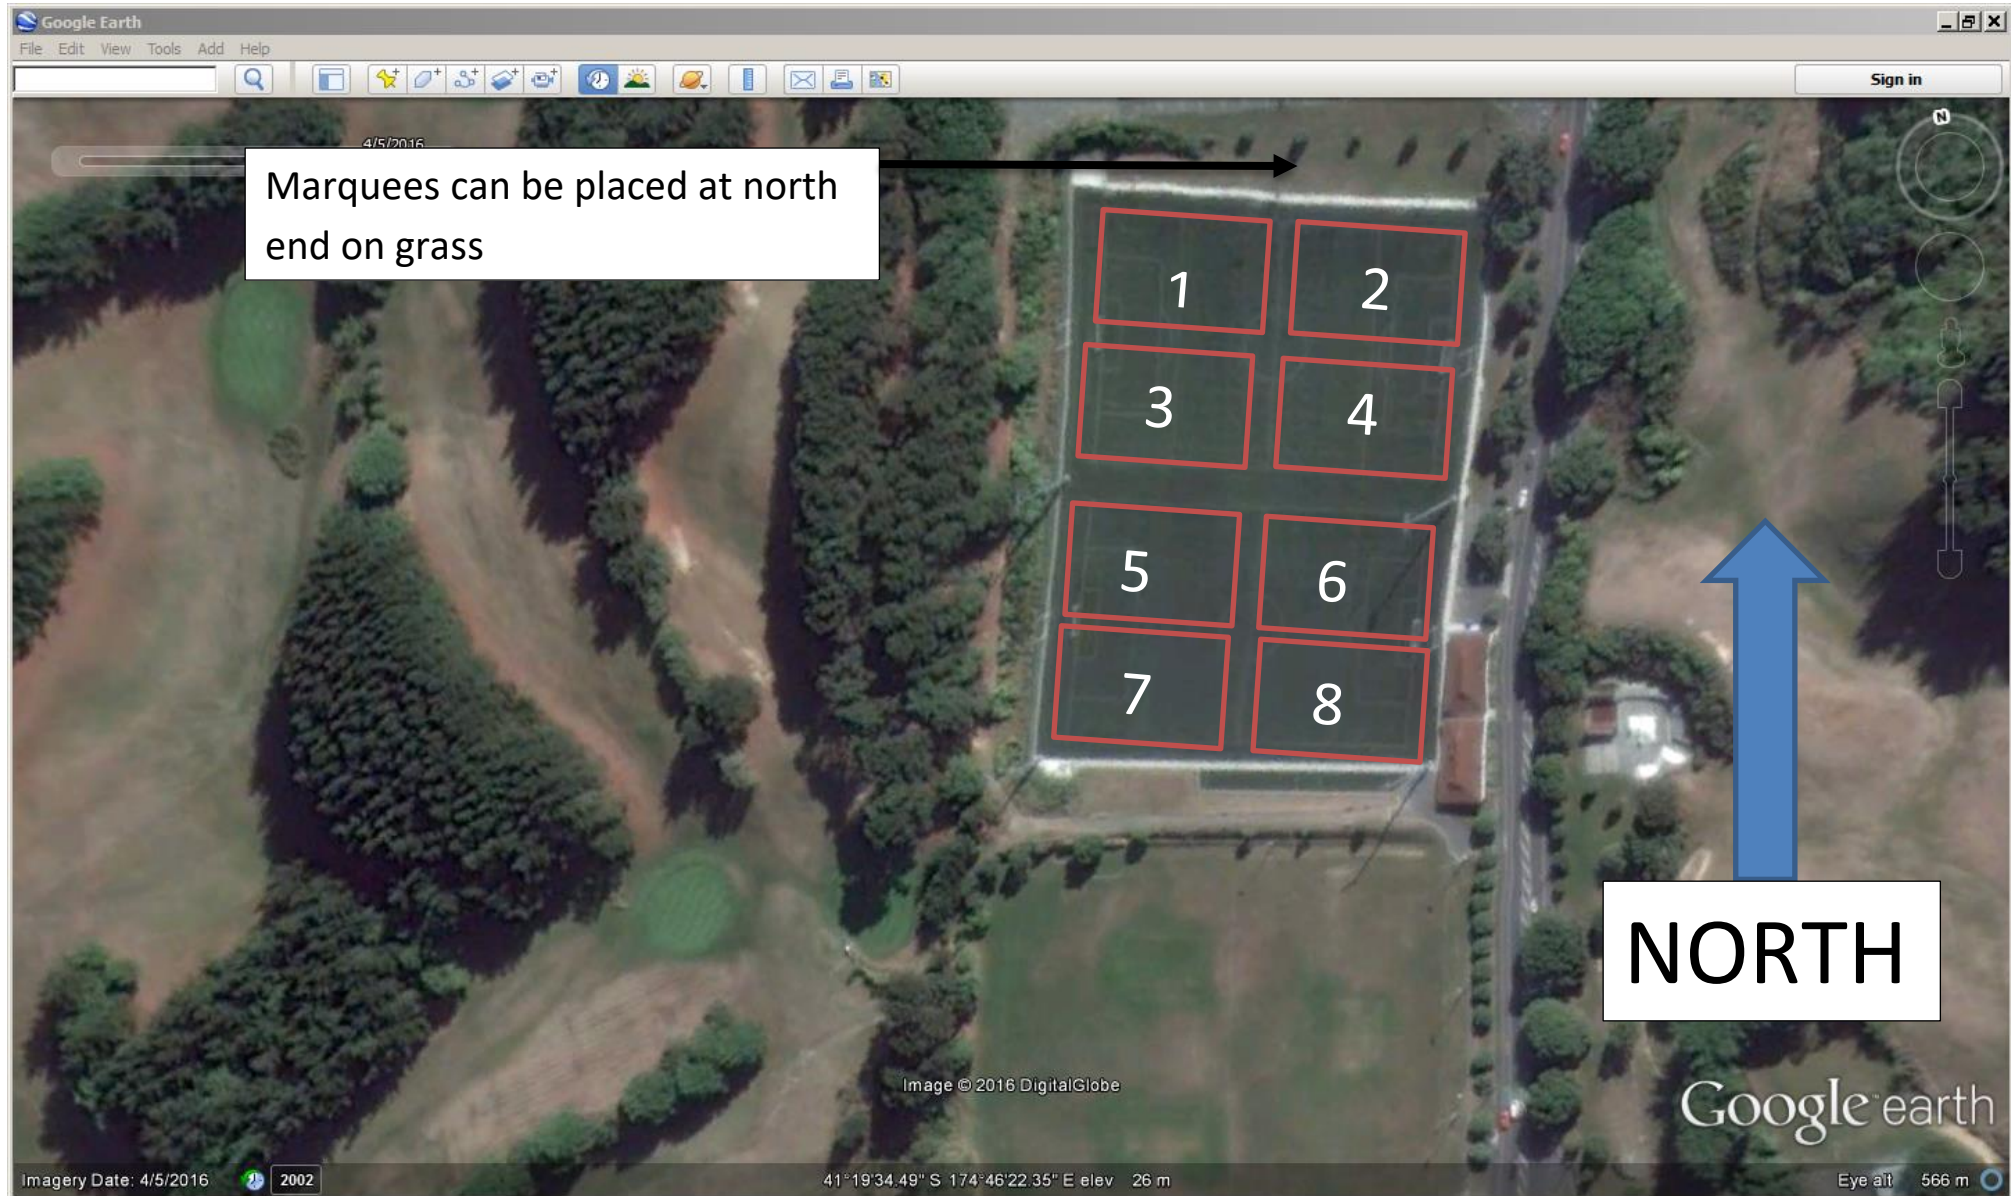 Google Earth
File Edit View Tools Add Help
Sign in
N
4/5/2016
Marquees can be placed at north
end on grass
1
2
3
4
5
6
7
8
NORTH
Image © 2016 DigitalGlobe
Google earth
Imagery Date: 4/5/2016 2002 41°19'34.49" S 174°46'22.35" E elev 26 m Eye alt 566 m